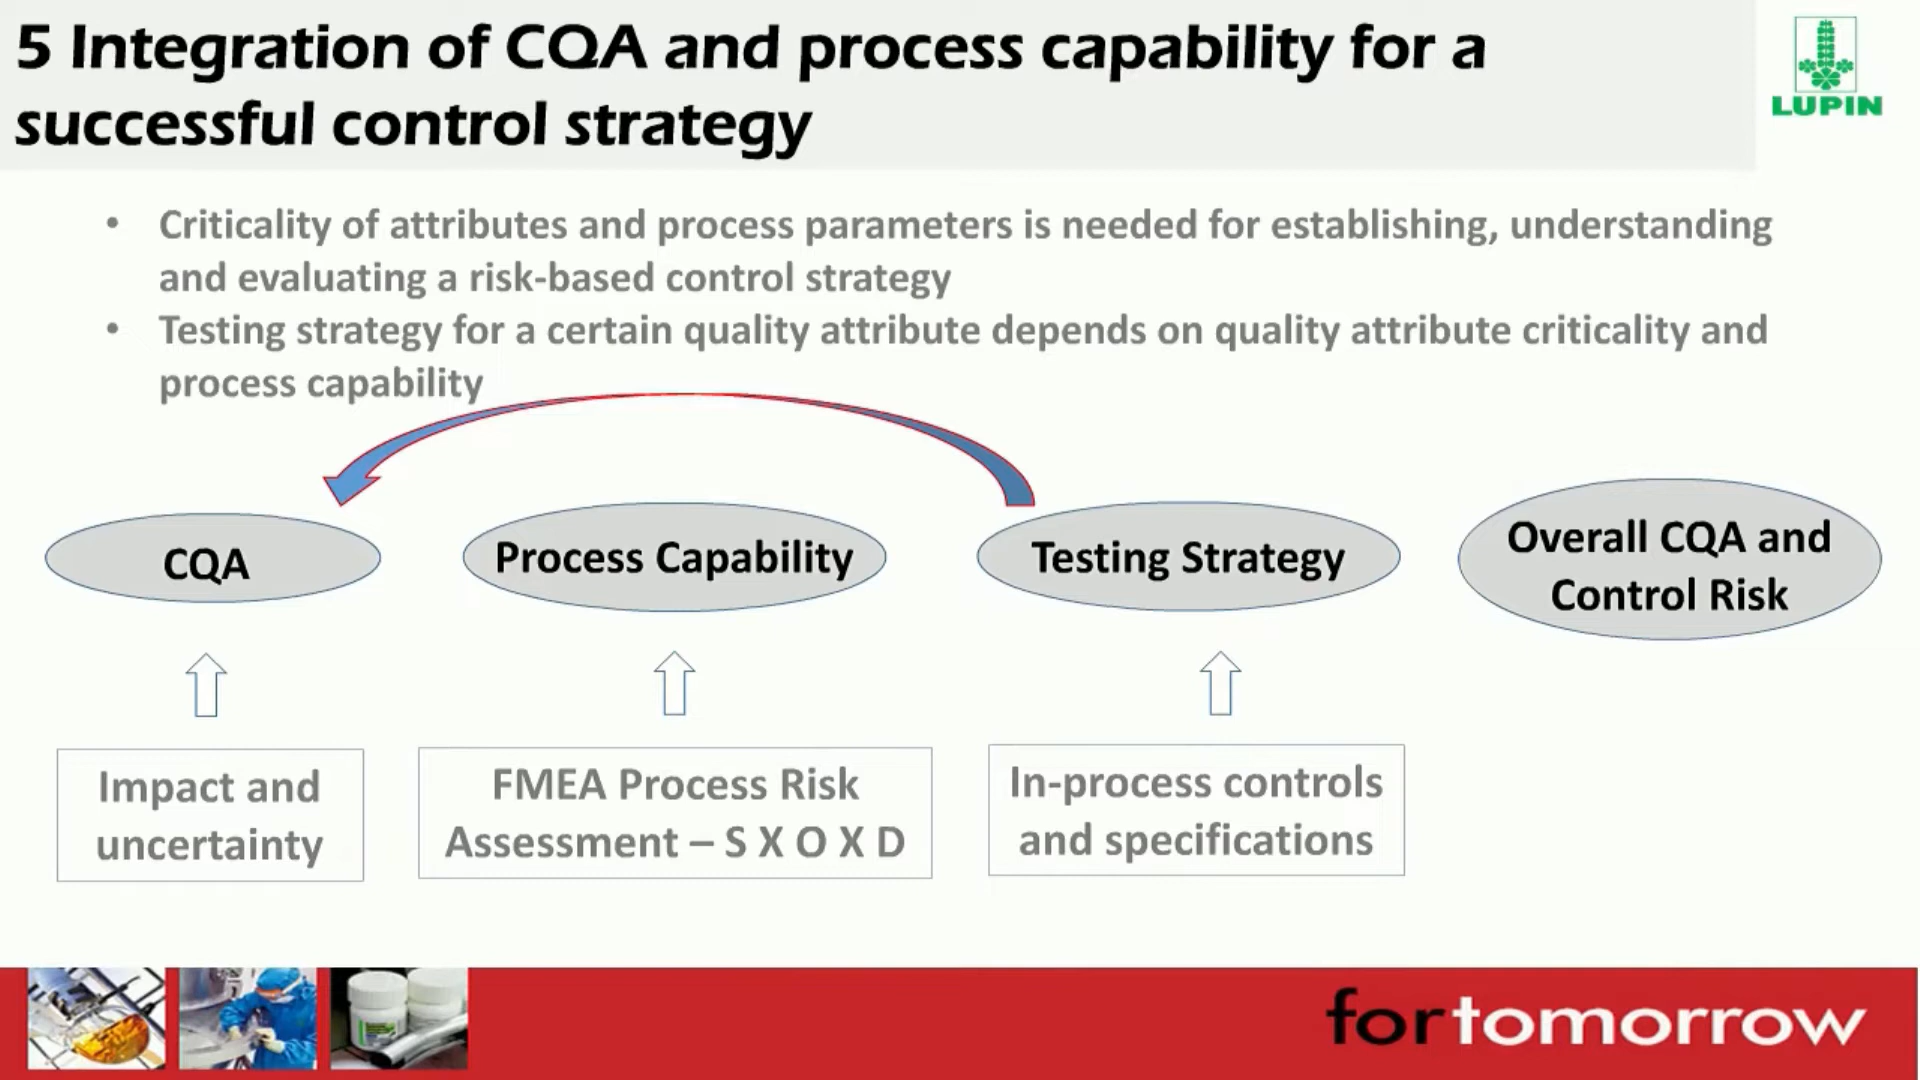 5 Integration of CQA and process capability for a
successful control strategy
LUPIN
• Criticality of attributes and process parameters is needed for establishing, understanding
and evaluating a risk-based control strategy
• Testing strategy for a certain quality attribute depends on quality attribute criticality and
process capability
CQA
Process Capability
Testing Strategy
Overall CQA and
Control Risk
Impact and
uncertainty
FMEA Process Risk
Assessment – S X O X D
In-process controls
and specifications
fortomorrow